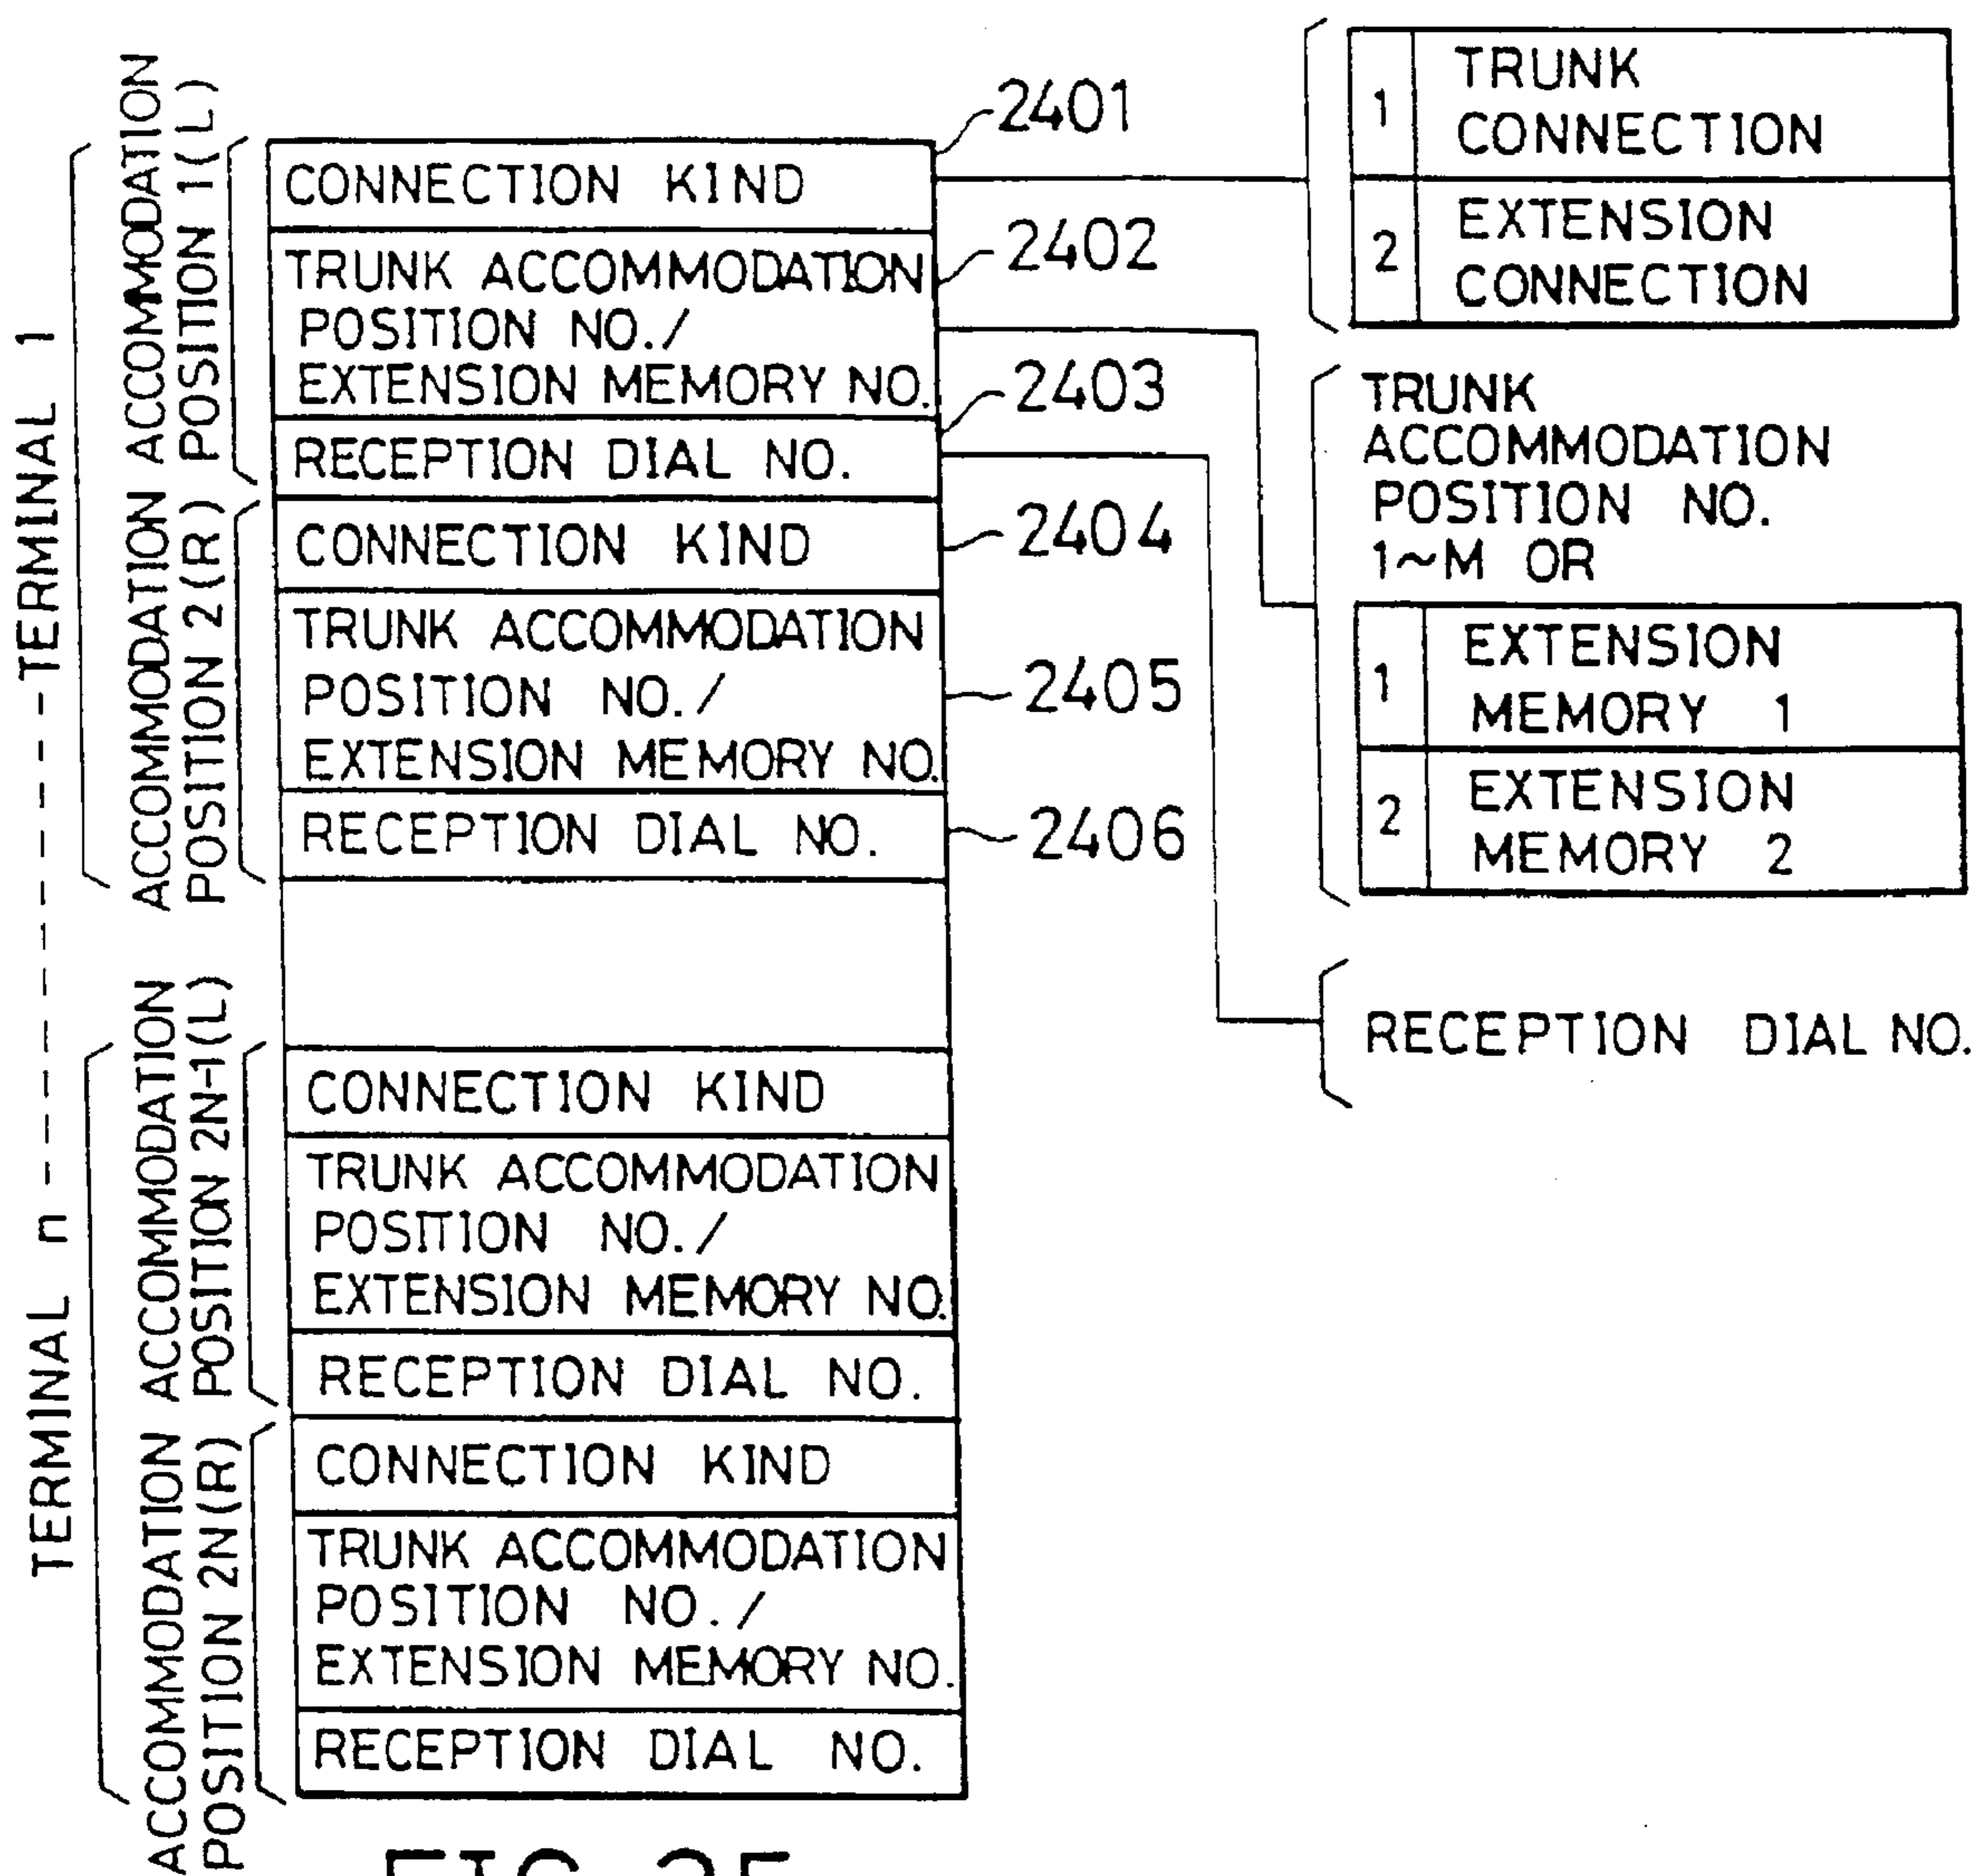 TERMINAL 1
ACCOMMODATION
POSITION 1(L)
CONNECTION KIND
2401
TRUNK ACCOMMODATION
POSITION NO./
EXTENSION MEMORY NO.
2402
RECEPTION DIAL NO.
2403
ACCOMMODATION
POSITION 2(R)
CONNECTION KIND
2404
TRUNK ACCOMMODATION
POSITION NO./
EXTENSION MEMORY NO.
2405
RECEPTION DIAL NO.
2406
TERMINAL n
ACCOMMODATION
POSITION 2N-1(L)
CONNECTION KIND
TRUNK ACCOMMODATION
POSITION NO./
EXTENSION MEMORY NO.
RECEPTION DIAL NO.
ACCOMMODATION
POSITION 2N(R)
CONNECTION KIND
TRUNK ACCOMMODATION
POSITION NO./
EXTENSION MEMORY NO.
RECEPTION DIAL NO.
1 TRUNK
CONNECTION
2 EXTENSION
CONNECTION
TRUNK
ACCOMMODATION
POSITION NO.
1~M OR
1 EXTENSION
MEMORY 1
2 EXTENSION
MEMORY 2
RECEPTION DIAL NO.